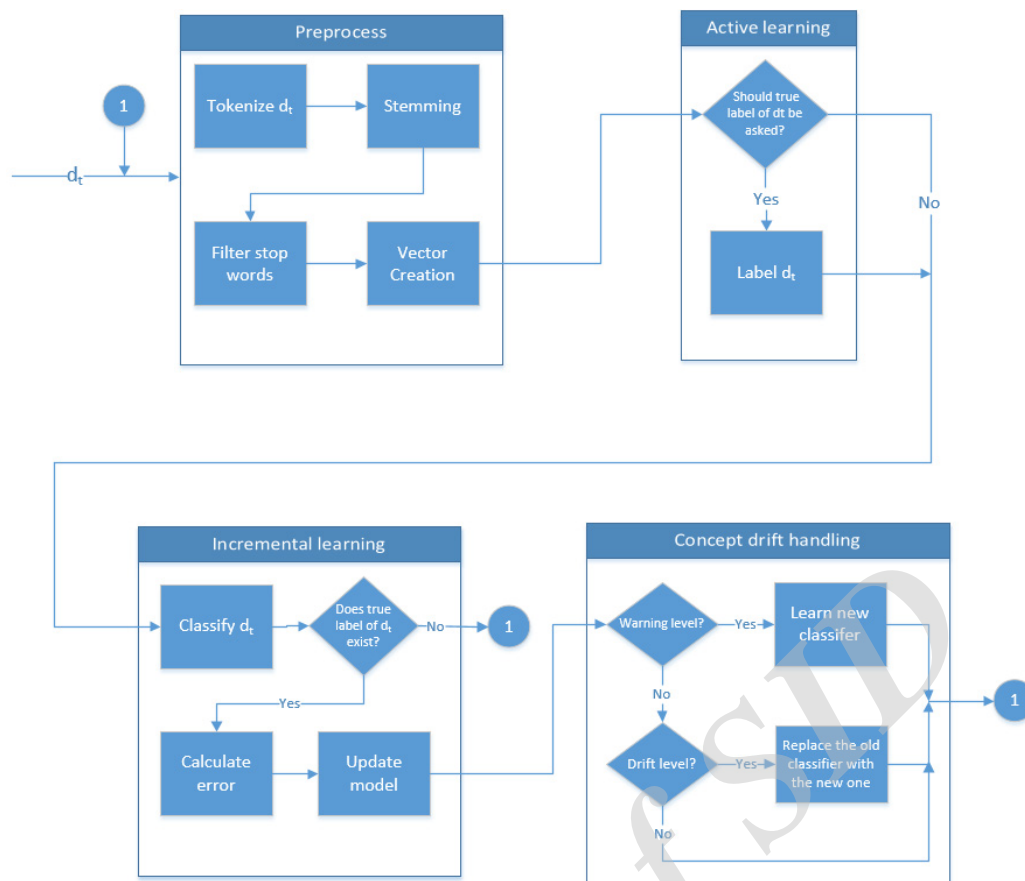 Preprocess
Tokenize dt
Stemming
1
dt
Filter stop
words
Vector
Creation
Active learning
Should true
label of dt be
asked?
Yes
No
Label dt
Incremental learning
Classify dt
Does true
label of dt
exist?
No
1
Yes
Calculate
error
Update
model
Concept drift handling
Warning level?
Yes
Learn new
classifer
No
1
Drift level?
Yes
Replace the old
classifier with
the new one
No
f SID